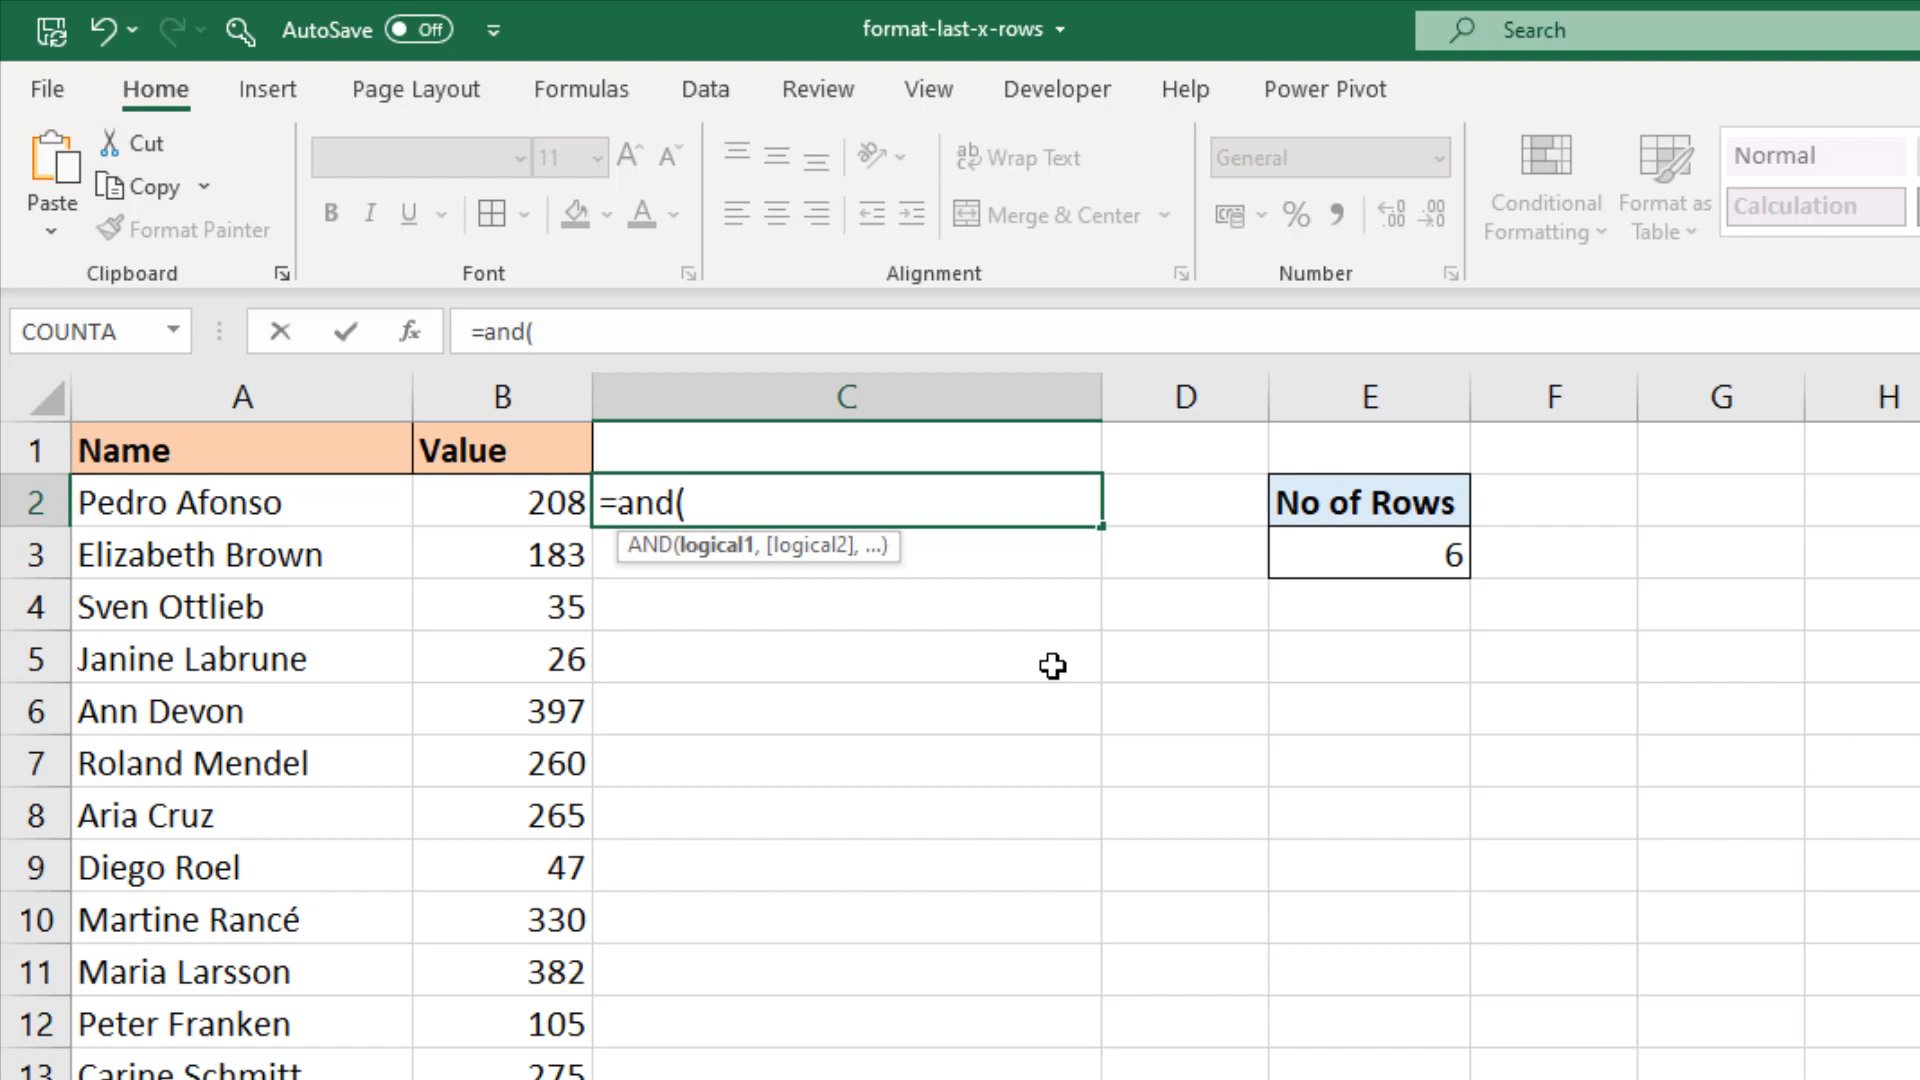 AutoSave Off format-last-x-rows Search
File Home Insert Page Layout Formulas Data Review View Developer Help Power Pivot
Paste Cut Copy Format Painter
Clipboard
11
B I U A
Font
Wrap Text
Merge & Center
Alignment
General
Number
Conditional Formatting
Format as Table
Normal
Calculation
COUNTA fx =and(
A B C D E F G H
1 Name Value
2 Pedro Afonso 208 =and( No of Rows
AND(logical1, [logical2], ...)
3 Elizabeth Brown 183 6
4 Sven Ottlieb 35
5 Janine Labrune 26
6 Ann Devon 397
7 Roland Mendel 260
8 Aria Cruz 265
9 Diego Roel 47
10 Martine Rancé 330
11 Maria Larsson 382
12 Peter Franken 105
13 Carine Schmitt 275